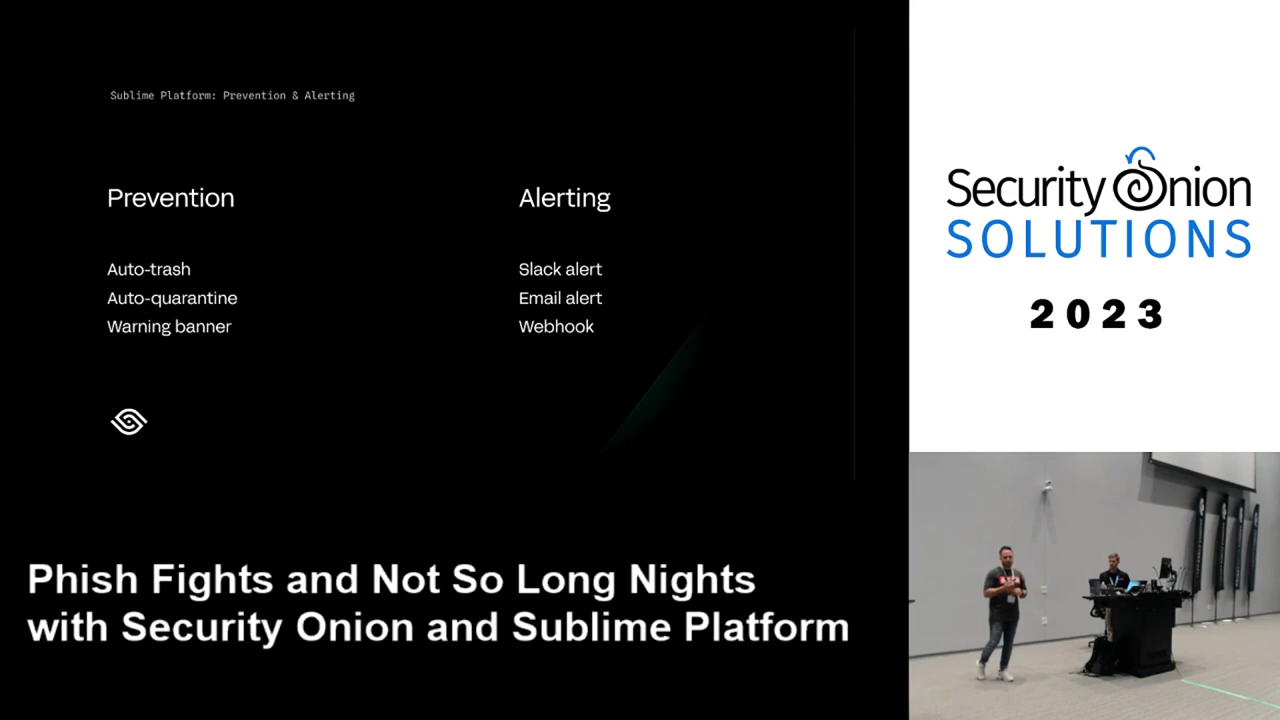 Sublime Platform: Prevention & Alerting
Prevention
Auto-trash
Auto-quarantine
Warning banner
Alerting
Slack alert
Email alert
Webhook
Security Onion
SOLUTIONS
2023
Phish Fights and Not So Long Nights
with Security Onion and Sublime Platform